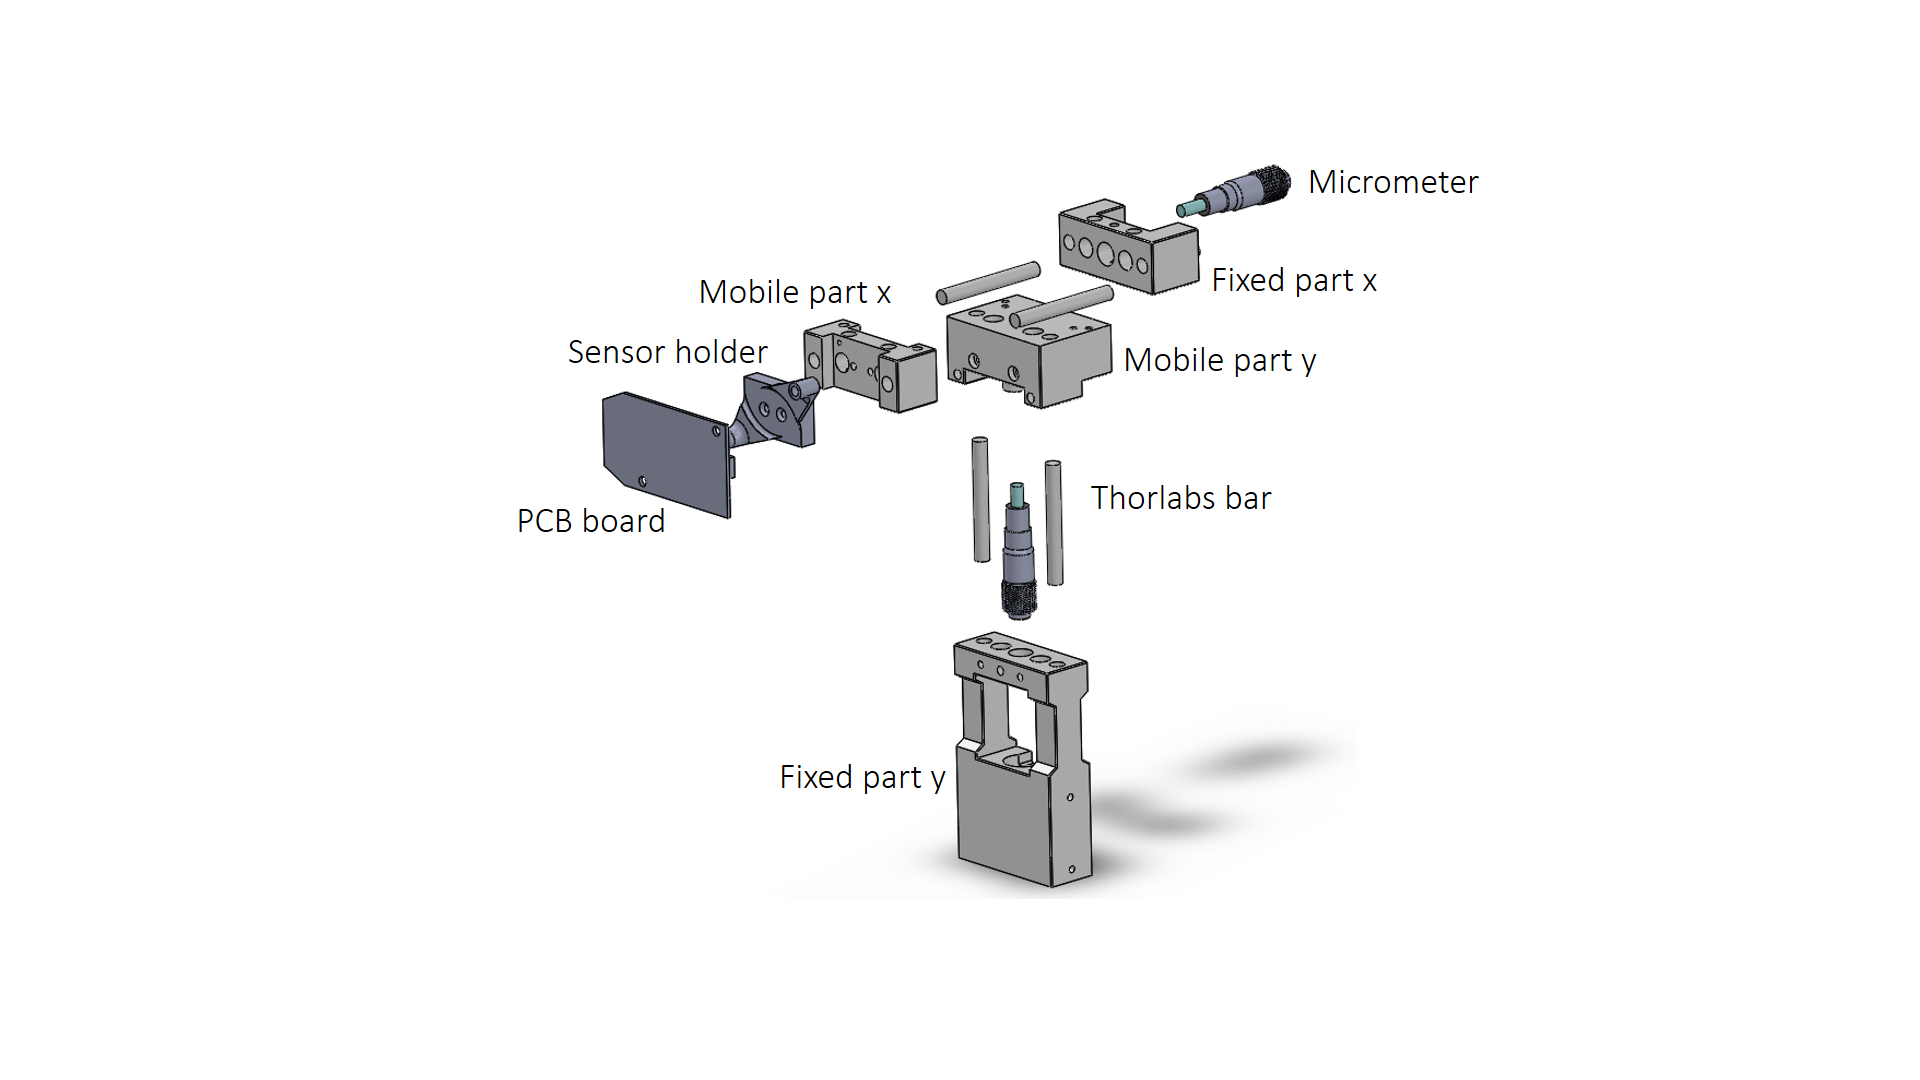 Micrometer
Fixed part x
Mobile part x
Sensor holder
Mobile part y
Thorlabs bar
PCB board
Fixed part y